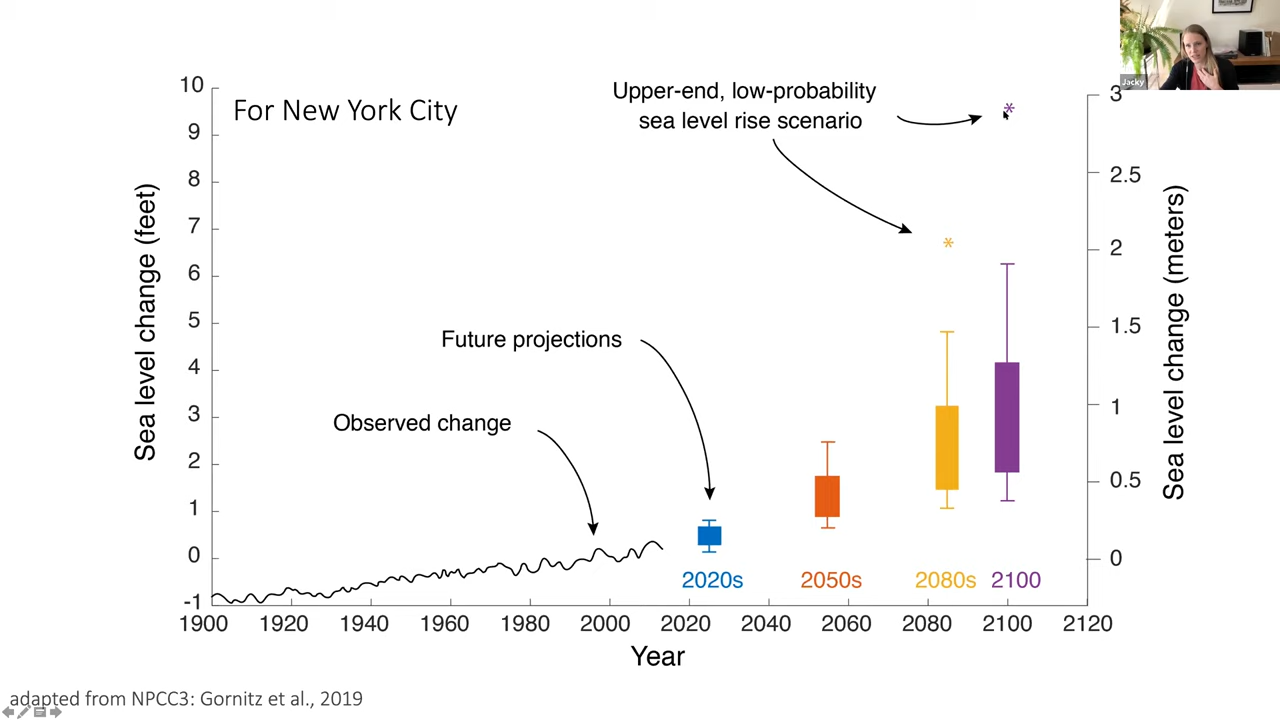 Jacky
For New York City
Upper-end, low-probability
sea level rise scenario
*
*
Future projections
Observed change
Sea level change (feet)
10
9
8
7
6
5
4
3
2
1
0
-1
Sea level change (meters)
3
2.5
2
1.5
1
0.5
0
2020s
2050s
2080s
2100
1900
1920
1940
1960
1980
2000
2020
2040
2060
2080
2100
2120
Year
adapted from NPCC3: Gornitz et al., 2019